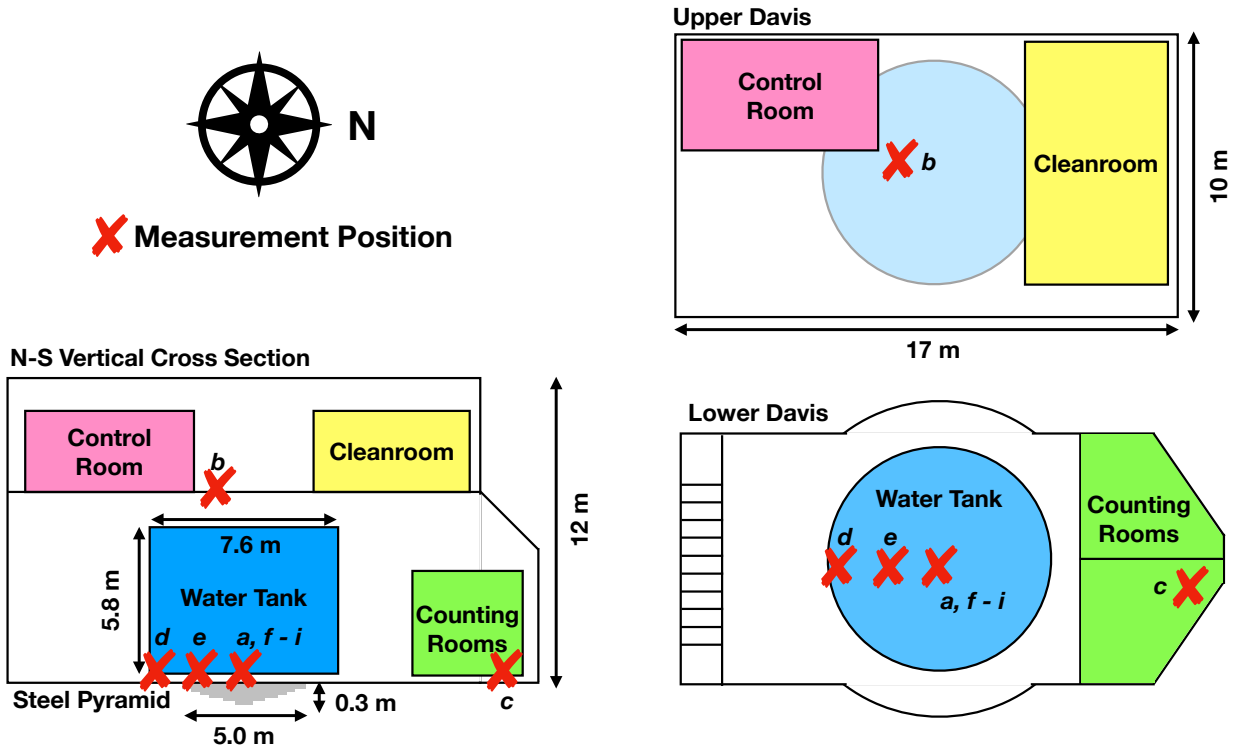 N
Measurement Position
Upper Davis
Control
Room
b
Cleanroom
10 m
17 m
N-S Vertical Cross Section
Control
Room
b
Cleanroom
7.6 m
5.8 m
Water Tank
d
e
a, f - i
Counting
Rooms
c
12 m
Steel Pyramid
0.3 m
5.0 m
Lower Davis
Water Tank
d
e
a, f - i
Counting
Rooms
c